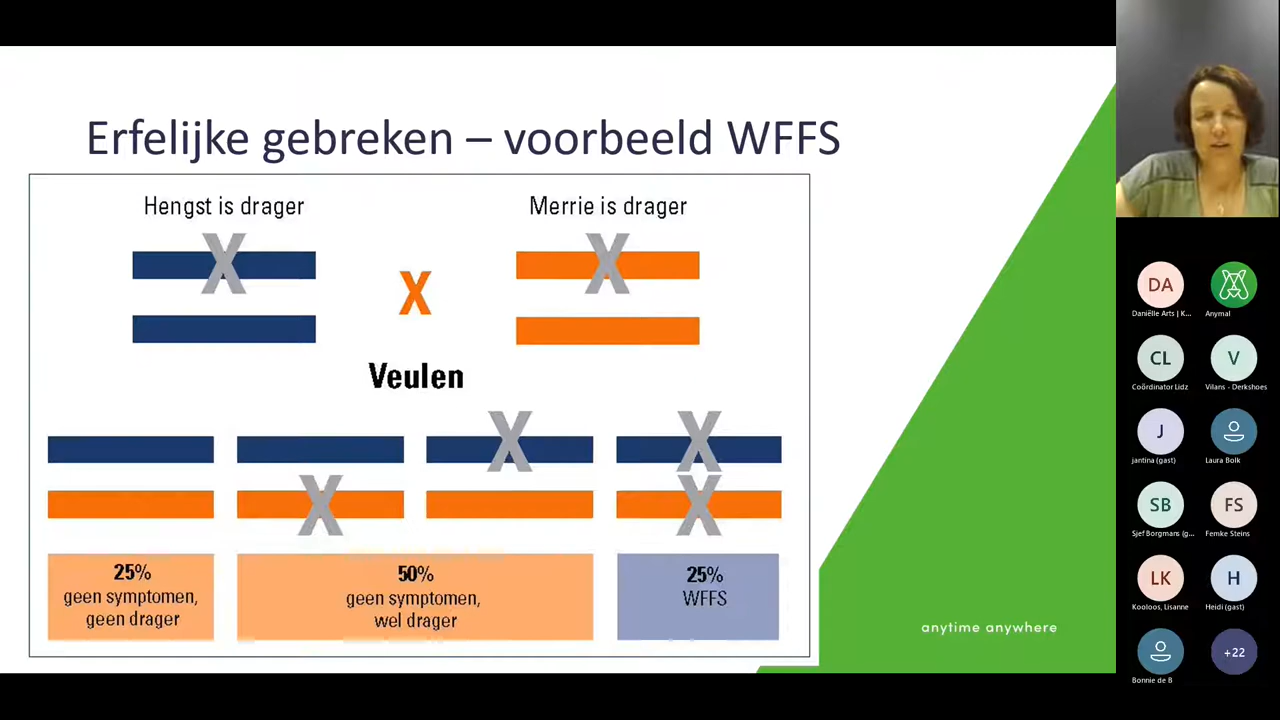 Erfelijke gebreken – voorbeeld WFFS
Hengst is drager
Merrie is drager
X
X
X
Veulen
X
X
X
X
25%
geen symptomen,
geen drager
50%
geen symptomen,
wel drager
25%
WFFS
anytime anywhere
DA
Daniëlle Arts | K...
Anymal
CL
Coördinator Lidz
V
Vilans - Derkshoes
J
jantina (gast)
Laura Bolk
SB
Sjef Borgmans (g...
FS
Femke Steins
LK
Kooloos, Lisanne
H
Heidi (gast)
Bonnie de B
+22